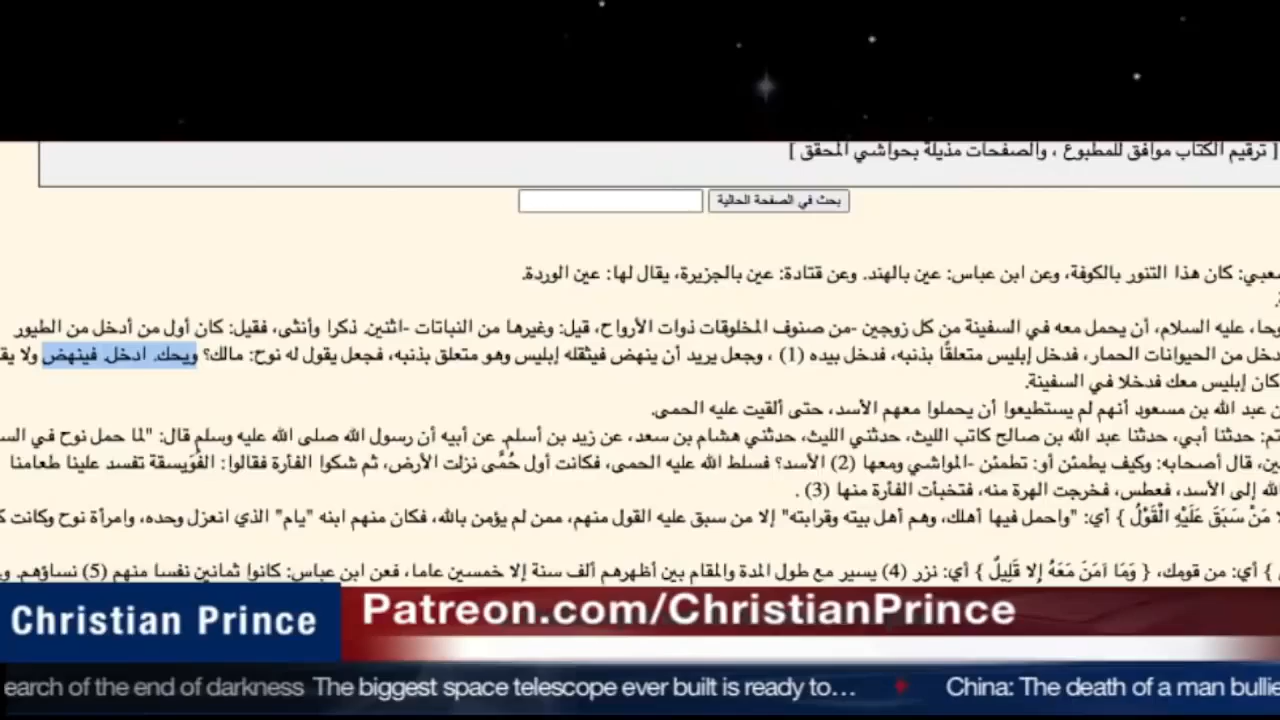 [ ترقيم الكتاب موافق للمطبوع ، والصفحات مذيلة بحواشي المحقق ]
بحث في الصفحة الحالية
كان هذا التنور بالكوفة، وعن ابن عباس: عين بالهند. وعن قتادة: عين بالجزيرة، يقال لها: عين الوردة.
عليه السلام، أن يحمل معه في السفينة من كل زوجين -من صنوف المخلوقات ذوات الأرواح، قيل: وغيرها من النباتات -اثنين. ذكرا وأنثى، فقيل: كان أول من أدخل من الطيور
من الحيوانات الحمار، فدخل إبليس متعلقًا بذنبه، فدخل بيده (1) ، وجعل يريد أن ينهض فيثقله إبليس وهو متعلق بذنبه، فجعل يقول له نوح: مالك؟ ويحك. ادخل. فينهض ولا
كان إبليس معك فدخلا في السفينة.
عبد الله بن مسعود أنهم لم يستطيعوا أن يحملوا معهم الأسد، حتى ألقيت عليه الحمى.
حدثنا أبي، حدثنا عبد الله بن صالح كاتب الليث، حدثني الليث، حدثني هشام بن سعد، عن زيد بن أسلم. عن أبيه أن رسول الله صلى الله عليه وسلم قال: "لما حمل نوح في
قال أصحابه: وكيف يطمئن أو: تطمئن -المواشي ومعها (2) الأسد؟ فسلط الله عليه الحمى، فكانت أول حُمَّى نزلت الأرض، ثم شكوا الفأرة فقالوا: الفُوَيسقة تفسد علينا طعامنا
إلى الأسد، فعطس، فخرجت الهرة منه، فتخبأت الفأرة منها (3) .
مَنْ سَبَقَ عَلَيْهِ الْقَوْلُ } أي: "واحمل فيها أهلك، وهم أهل بيته وقرابته" إلا من سبق عليه القول منهم، ممن لم يؤمن بالله، فكان منهم ابنه "يام" الذي انعزل وحده، وامرأة نوح وكانت
} أي: من قومك، { وَمَا آمَنَ مَعَهُ إِلا قَلِيلٌ } أي: نزر (4) يسير مع طول المدة والمقام بين أظهرهم ألف سنة إلا خمسين عاما، فعن ابن عباس: كانوا ثمانين نفسا منهم (5) نساؤهم.
Christian Prince
Patreon.com/ChristianPrince
earch of the end of darkness The biggest space telescope ever built is ready to… China: The death of a man bullie